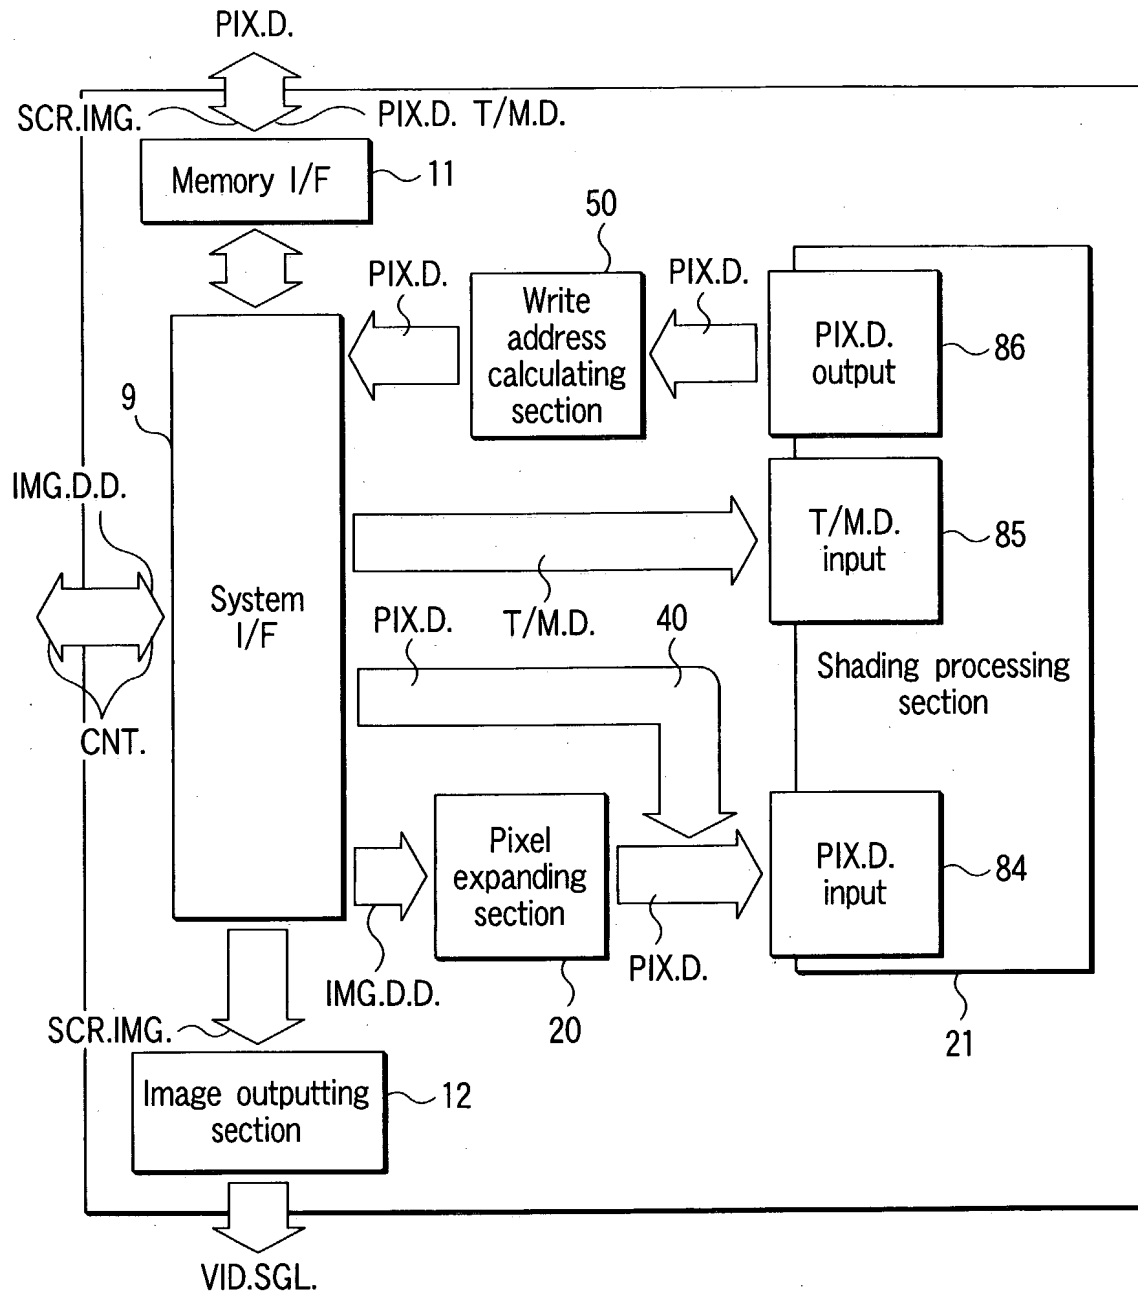 PIX.D.
SCR.IMG.
PIX.D. T/M.D.
Memory I/F
11
50
PIX.D.
Write
address
calculating
section
PIX.D.
PIX.D.
output
86
9
IMG.D.D.
System
I/F
CNT.
T/M.D.
input
85
T/M.D.
PIX.D.
40
Shading processing
section
Pixel
expanding
section
PIX.D.
input
84
IMG.D.D.
20
PIX.D.
21
SCR.IMG.
Image outputting
section
12
VID.SGL.